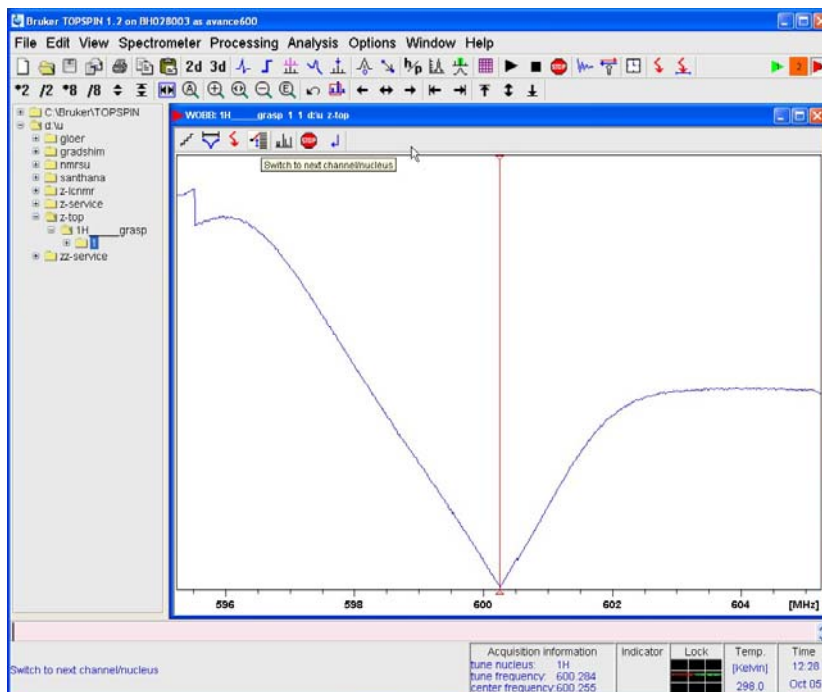 Bruker TOPSPIN 1.2 on BH028003 as avance600
File Edit View Spectrometer Processing Analysis Options Window Help
2d 3d h/p 2
*2 /2 *8 /8
C:\Bruker\TOPSPIN
d:\u
gloer
gradshim
nmrsu
santhana
z-lcnmr
z-service
z-top
1H_____grasp
1
zz-service
WOBB: 1H_____grasp 1 1 d:\u z-top
STOP
Switch to next channel/nucleus
596 598 600 602 604 [MHz]
Switch to next channel/nucleus
Acquisition information
tune nucleus: 1H
tune frequency: 600.284
center frequency: 600.255
Indicator
Lock
Temp.
[Kelvin]
298.0
Time
12:28
Oct 05